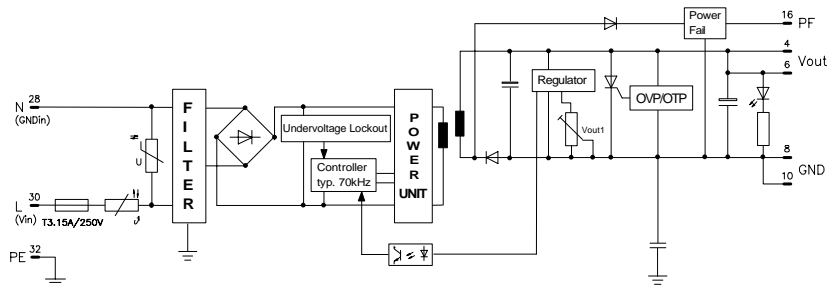 16
PF
Power
Fail
4
Vout
6
Regulator
OVP/OTP
Vout1
8
GND
10
N
28
(GNDin)
F
I
L
T
E
R
U
Undervoltage Lockout
Controller
typ. 70kHz
P
O
W
E
R
UNIT
L
30
(Vin)
T3.15A/250V
ϑ
PE
32